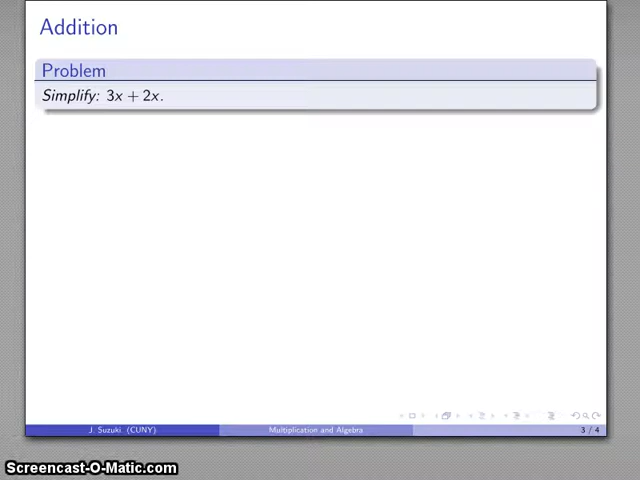 Addition
Problem
Simplify: 3x + 2x.
J. Suzuki (CUNY) Multiplication and Algebra 3 / 4
Screencast-O-Matic.com